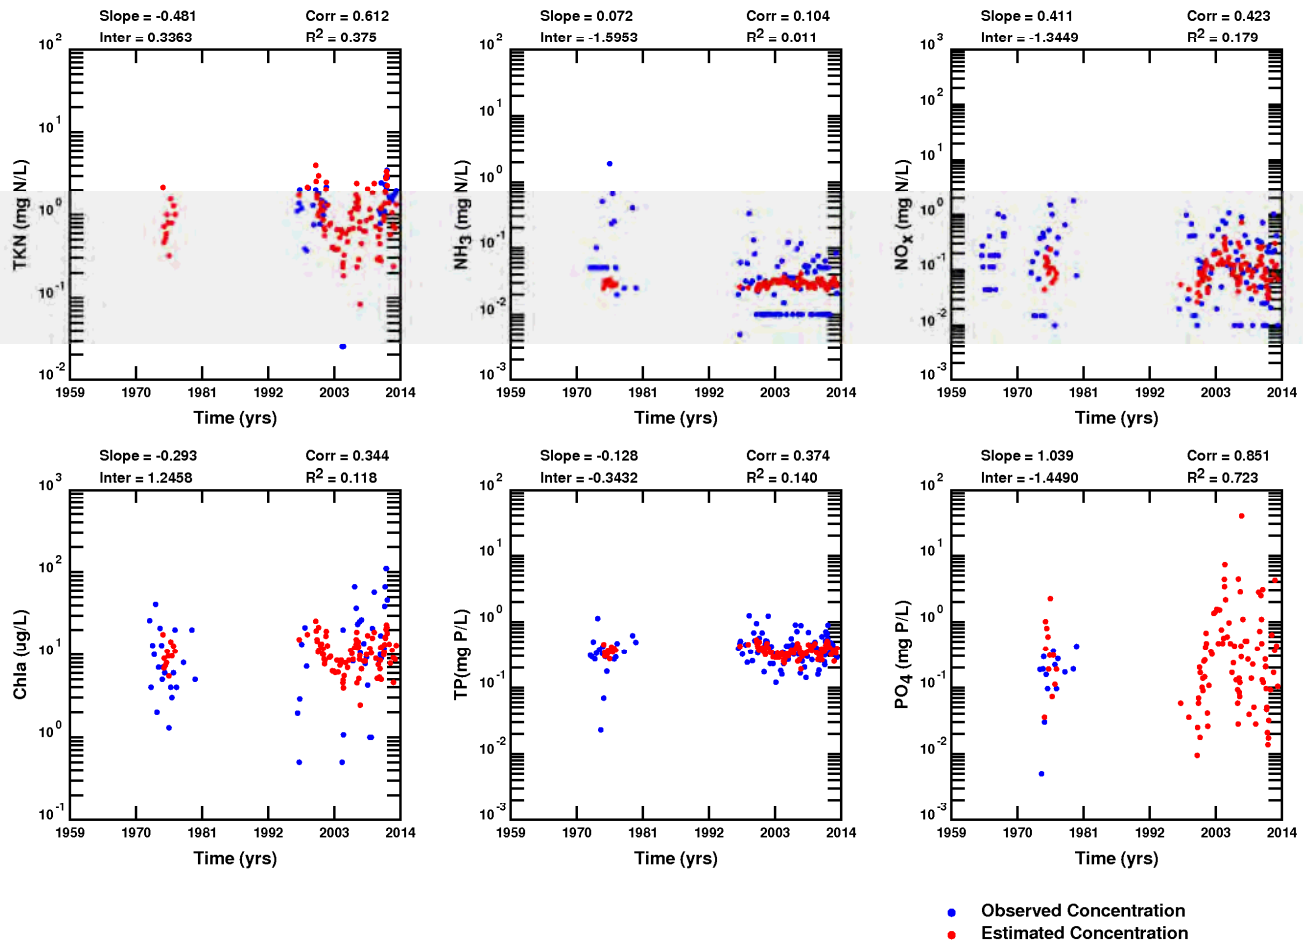 Slope = -0.481 Corr = 0.612
Inter = 0.3363 R2 = 0.375
Slope = 0.072 Corr = 0.104
Inter = -1.5953 R2 = 0.011
Slope = 0.411 Corr = 0.423
Inter = -1.3449 R2 = 0.179
10 2
10 1
10 0
10 -1
10 -2
TKN (mg N/L)
1959 1970 1981 1992 2003 2014
Time (yrs)
10 2
10 1
10 0
10 -1
10 -2
10 -3
NH3 (mg N/L)
1959 1970 1981 1992 2003 2014
Time (yrs)
10 3
10 2
10 1
10 0
10 -1
10 -2
10 -3
NOx (mg N/L)
1959 1970 1981 1992 2003 2014
Time (yrs)
Slope = -0.293 Corr = 0.344
Inter = 1.2458 R2 = 0.118
Slope = -0.128 Corr = 0.374
Inter = -0.3432 R2 = 0.140
Slope = 1.039 Corr = 0.851
Inter = -1.4490 R2 = 0.723
10 3
10 2
10 1
10 0
10 -1
Chla (ug/L)
1959 1970 1981 1992 2003 2014
Time (yrs)
10 2
10 1
10 0
10 -1
10 -2
10 -3
TP(mg P/L)
1959 1970 1981 1992 2003 2014
Time (yrs)
10 2
10 1
10 0
10 -1
10 -2
10 -3
PO4 (mg P/L)
1959 1970 1981 1992 2003 2014
Time (yrs)
Observed Concentration
Estimated Concentration